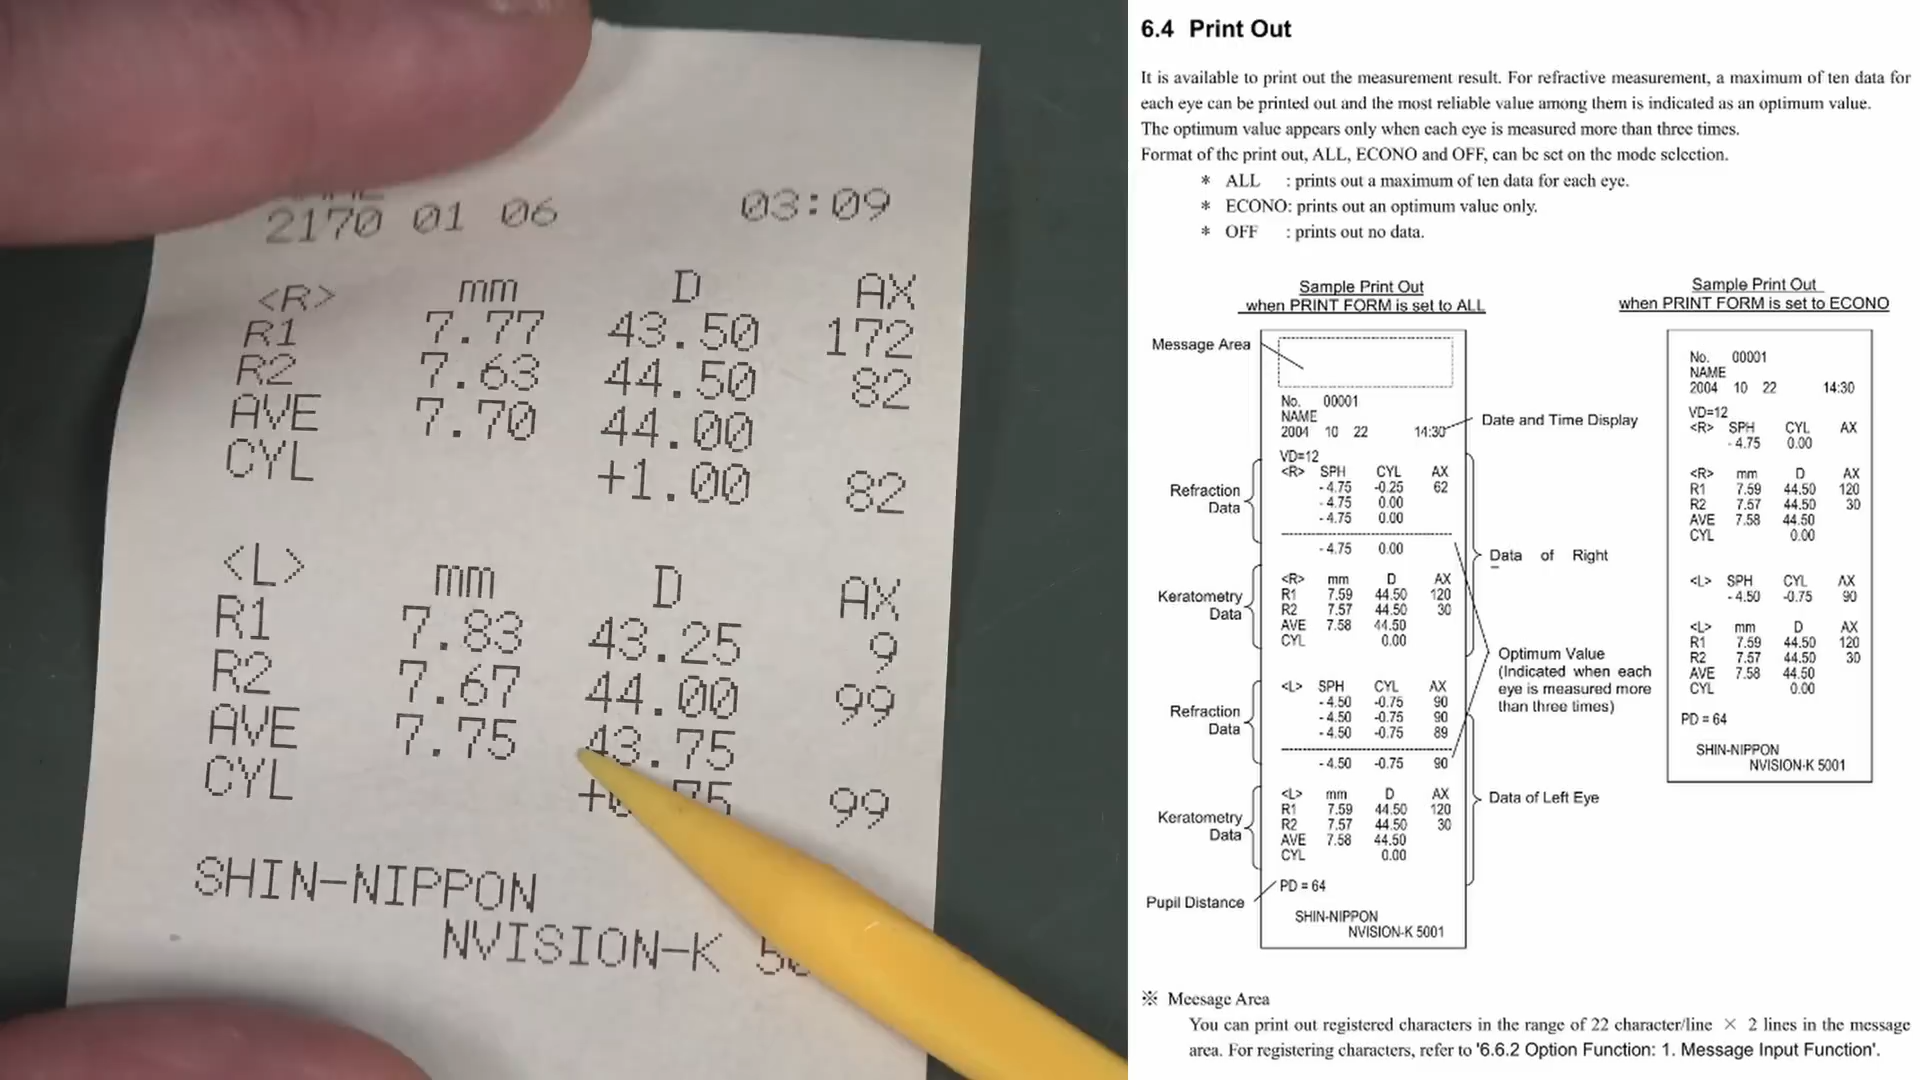 2170 01 06 03:09
<R> mm D AX
R1 7.77 43.50 172
R2 7.63 44.50 82
AVE 7.70 44.00
CYL +1.00 82
<L> mm D AX
R1 7.83 43.25 9
R2 7.67 44.00 99
AVE 7.75 43.75
CYL 99
SHIN-NIPPON
NVISION-K
6.4 Print Out
It is available to print out the measurement result. For refractive measurement, a maximum of ten data for
each eye can be printed out and the most reliable value among them is indicated as an optimum value.
The optimum value appears only when each eye is measured more than three times.
Format of the print out, ALL, ECONO and OFF, can be set on the mode selection.
* ALL : prints out a maximum of ten data for each eye.
* ECONO: prints out an optimum value only.
* OFF : prints out no data.
Sample Print Out
when PRINT FORM is set to ALL
Message Area
No. 00001
NAME
2004 10 22 14:30
Date and Time Display
VD=12
<R> SPH CYL AX
- 4.75 -0.25 62
- 4.75 0.00
- 4.75 0.00
- 4.75 0.00
Refraction
Data
<R> mm D AX
R1 7.59 44.50 120
R2 7.57 44.50 30
AVE 7.58 44.50
CYL 0.00
Keratometry
Data
Data of Right
<L> SPH CYL AX
- 4.50 -0.75 90
- 4.50 -0.75 90
- 4.50 -0.75 89
- 4.50 -0.75 90
Refraction
Data
Optimum Value
(Indicated when each
eye is measured more
than three times)
<L> mm D AX
R1 7.59 44.50 120
R2 7.57 44.50 30
AVE 7.58 44.50
CYL 0.00
Keratometry
Data
Data of Left Eye
PD = 64
Pupil Distance
SHIN-NIPPON
NVISION-K 5001
Sample Print Out
when PRINT FORM is set to ECONO
No. 00001
NAME
2004 10 22 14:30
VD=12
<R> SPH CYL AX
- 4.75 0.00
<R> mm D AX
R1 7.59 44.50 120
R2 7.57 44.50 30
AVE 7.58 44.50
CYL 0.00
<L> SPH CYL AX
- 4.50 -0.75 90
<L> mm D AX
R1 7.59 44.50 120
R2 7.57 44.50 30
AVE 7.58 44.50
CYL 0.00
PD = 64
SHIN-NIPPON
NVISION-K 5001
※ Meesage Area
You can print out registered characters in the range of 22 character/line × 2 lines in the message
area. For registering characters, refer to '6.6.2 Option Function: 1. Message Input Function'.